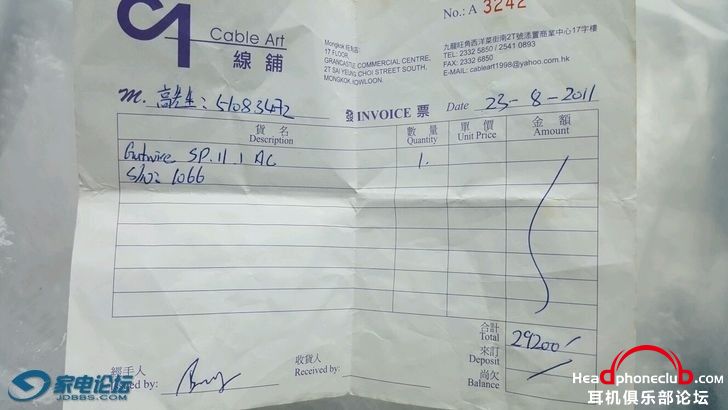 CA Cable Art
線舖
Mongkok 旺角店
17 FLOOR,
GRANCASTLE COMMERCIAL CENTRE,
2T SAI YEUNG CHOI STREET SOUTH,
MONGKOK KOWLOON.
No.: A 3242
九龍旺角西洋菜街南2T號添置商業中心17字樓
TEL: 2332 5850 / 2541 0893
FAX: 2332 6850
E-MAIL: cableart1998@yahoo.com.hk
M. 高先生: 51083472
發 INVOICE 票
Date 23-8-2011
貨名 數量 單價 金額
Description Quantity Unit Price Amount
Gutwire SP.11.1 AC 1.
S/No: 1066
合計
Total 29200/
來訂
Deposit
尚欠
Balance
經手人
ed by:
收貨人
Received by:
家电论坛
JDBBS.COM
HeadphoneclubD.com
耳机俱乐部论坛